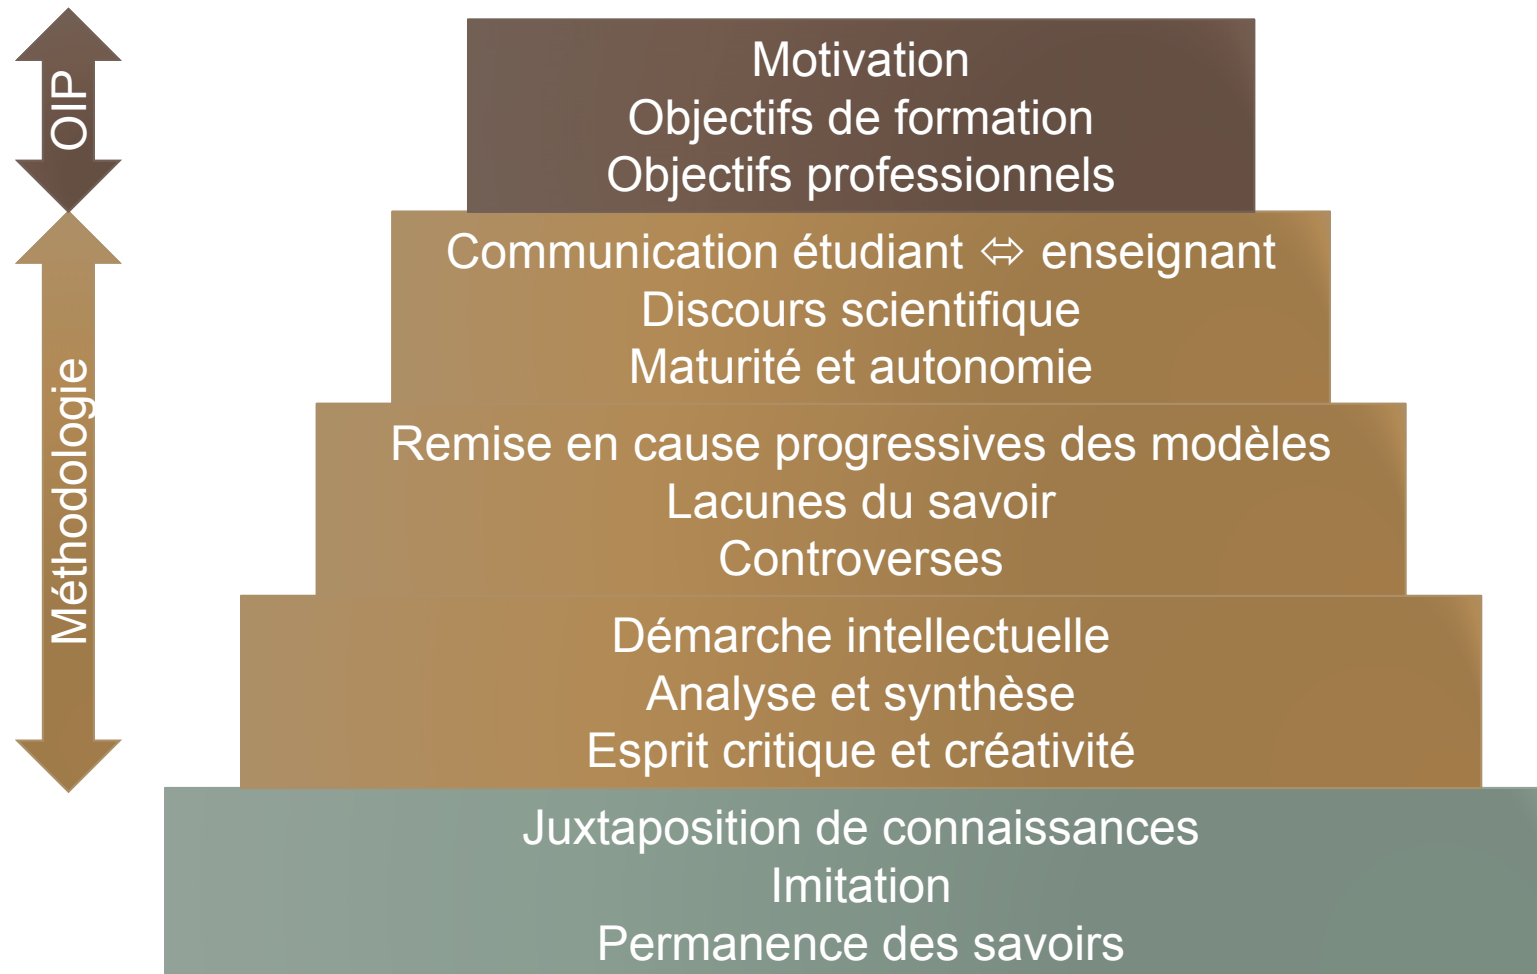 OIP
Motivation
Objectifs de formation
Objectifs professionnels
Méthodologie
Communication étudiant ⇔ enseignant
Discours scientifique
Maturité et autonomie
Remise en cause progressives des modèles
Lacunes du savoir
Controverses
Démarche intellectuelle
Analyse et synthèse
Esprit critique et créativité
Juxtaposition de connaissances
Imitation
Permanence des savoirs